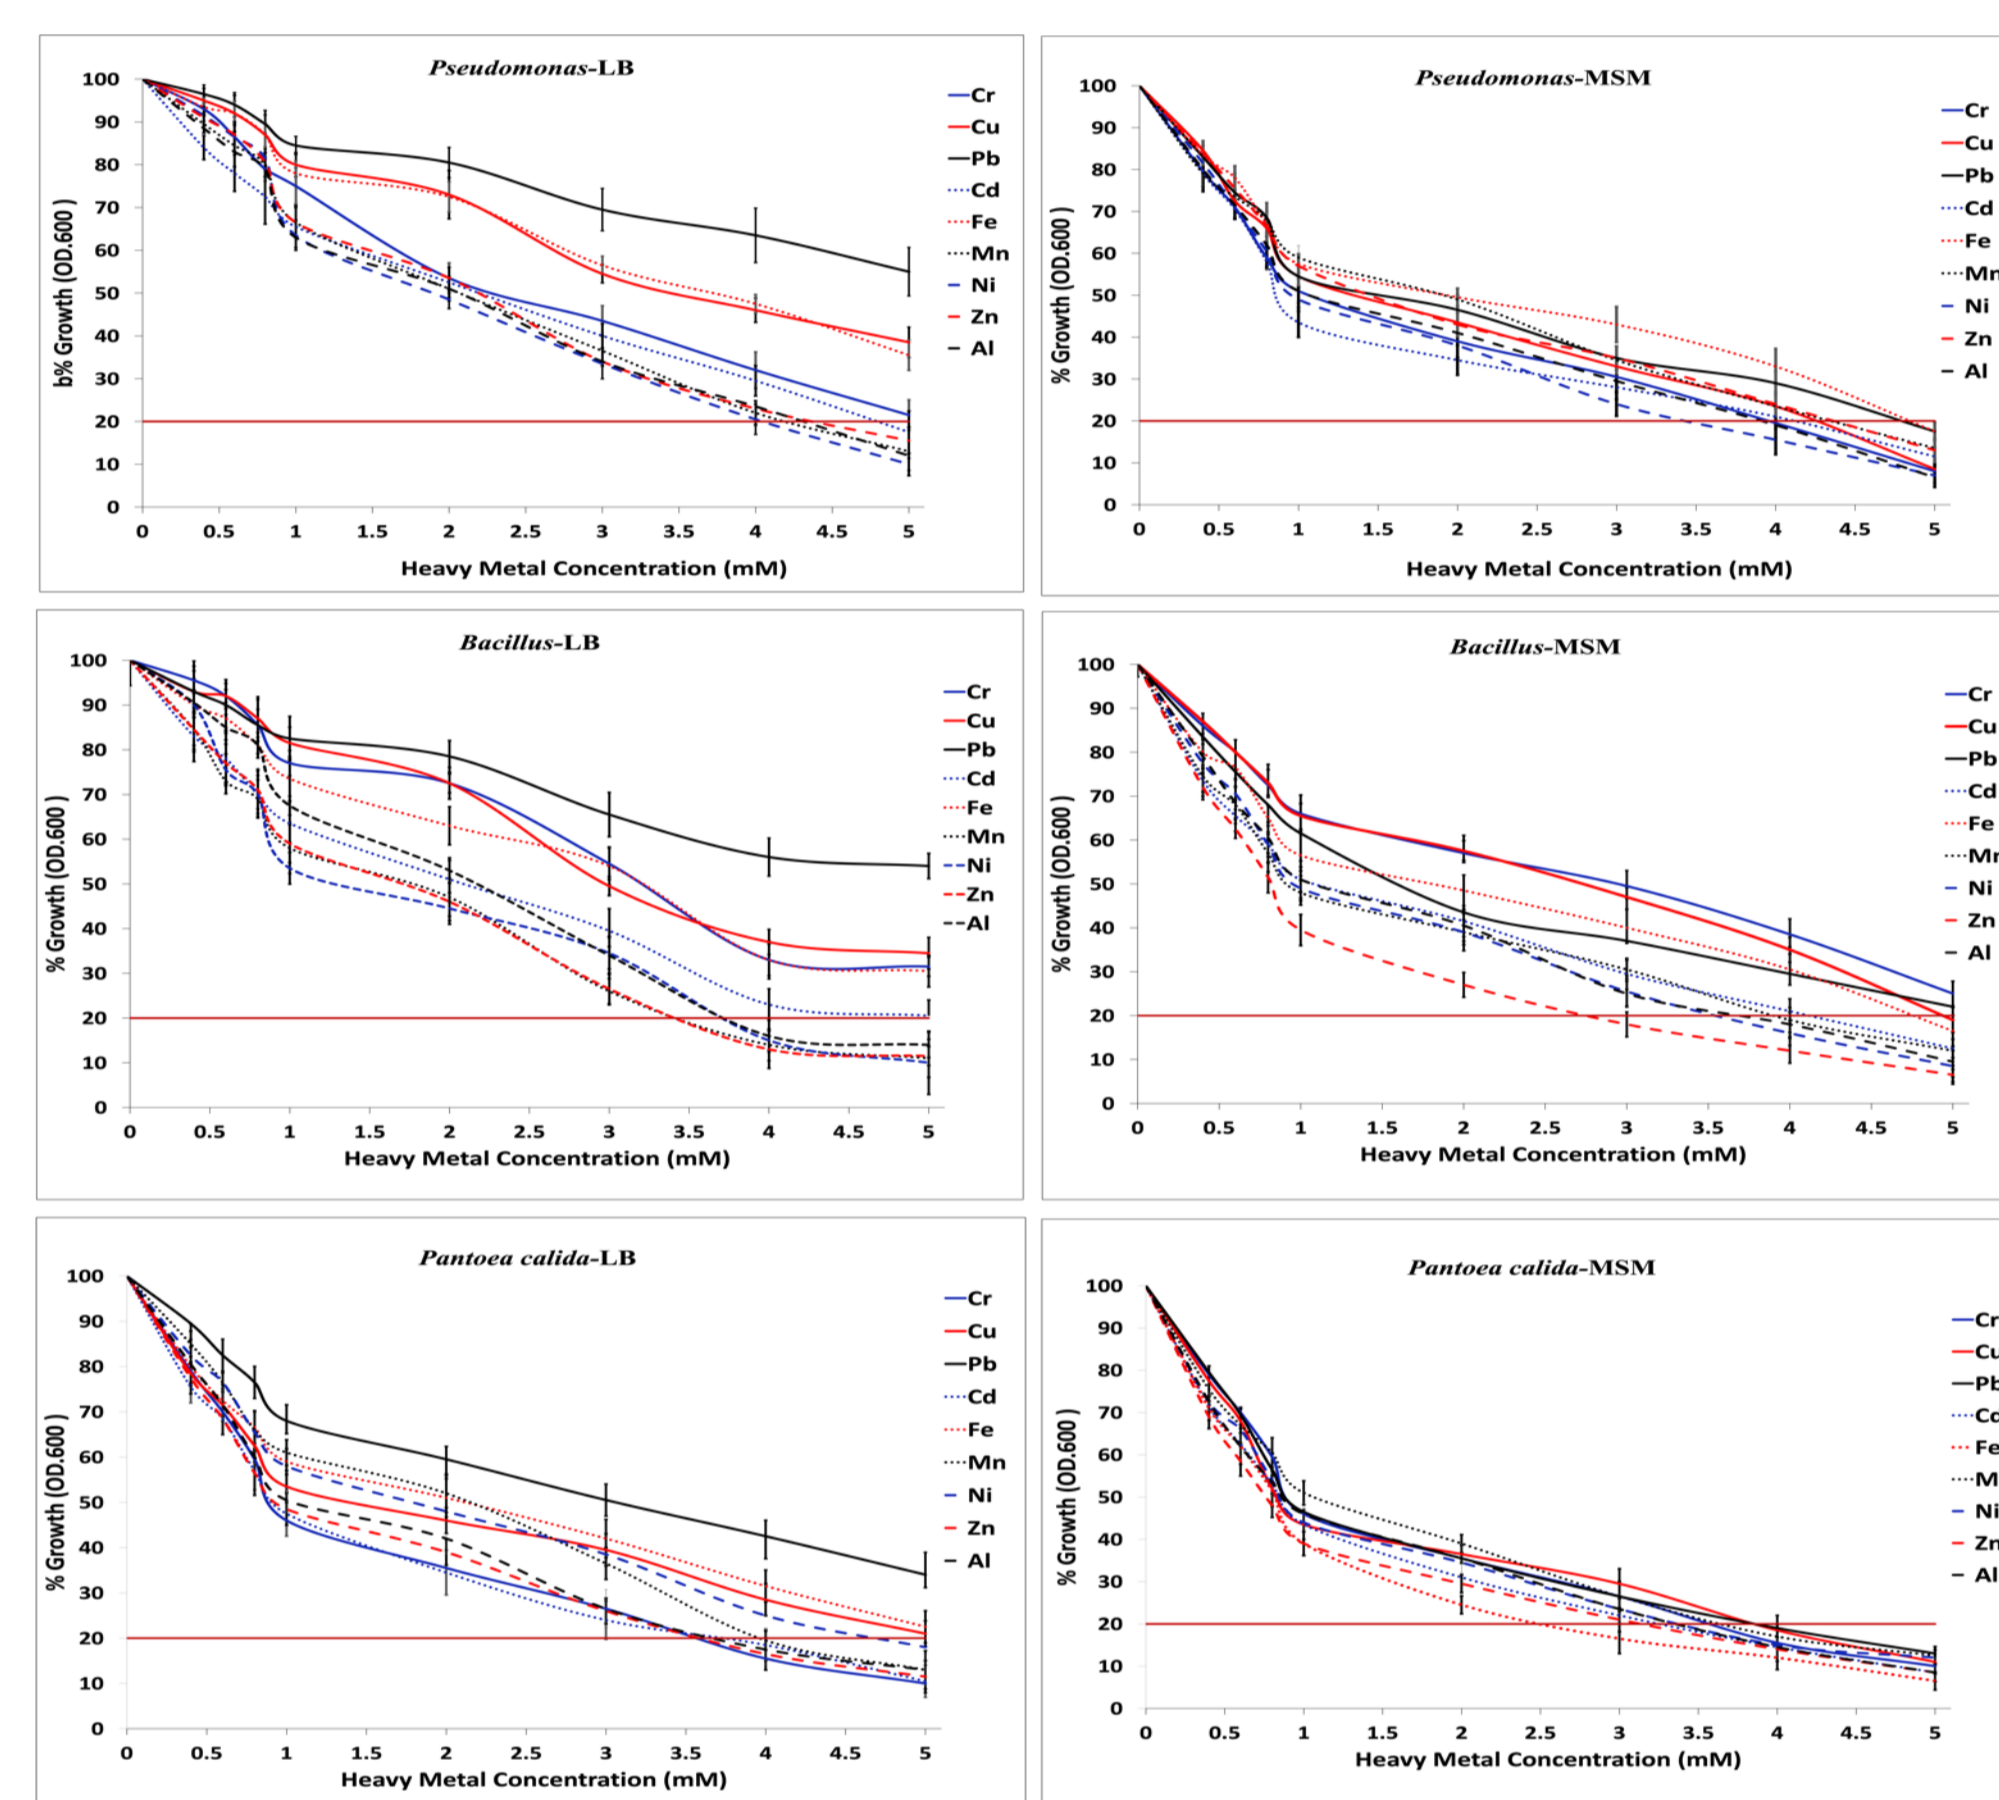 Pseudomonas-LB
b% Growth (OD.600 )
100
90
80
70
60
50
40
30
20
10
0
0 0.5 1 1.5 2 2.5 3 3.5 4 4.5 5
Heavy Metal Concentration (mM)
Cr
Cu
Pb
Cd
Fe
Mn
Ni
Zn
Al
Pseudomonas-MSM
% Growth (OD.600 )
100
90
80
70
60
50
40
30
20
10
0
0 0.5 1 1.5 2 2.5 3 3.5 4 4.5 5
Heavy Metal Concentration (mM)
Cr
Cu
Pb
Cd
Fe
Mn
Ni
Zn
Al
Bacillus-LB
% Growth (OD.600 )
100
90
80
70
60
50
40
30
20
10
0
0 0.5 1 1.5 2 2.5 3 3.5 4 4.5 5
Heavy Metal Concentration (mM)
Cr
Cu
Pb
Cd
Fe
Mn
Ni
Zn
Al
Bacillus-MSM
% Growth (OD.600 )
100
90
80
70
60
50
40
30
20
10
0
0 0.5 1 1.5 2 2.5 3 3.5 4 4.5 5
Heavy Metal Concentration (mM)
Cr
Cu
Pb
Cd
Fe
Mn
Ni
Zn
Al
Pantoea calida-LB
% Growth (OD.600 )
100
90
80
70
60
50
40
30
20
10
0
0 0.5 1 1.5 2 2.5 3 3.5 4 4.5 5
Heavy Metal Concentration (mM)
Cr
Cu
Pb
Cd
Fe
Mn
Ni
Zn
Al
Pantoea calida-MSM
% Growth (OD.600 )
100
90
80
70
60
50
40
30
20
10
0
0 0.5 1 1.5 2 2.5 3 3.5 4 4.5 5
Heavy Metal Concentration (mM)
Cr
Cu
Pb
Cd
Fe
M
Ni
Zn
Al